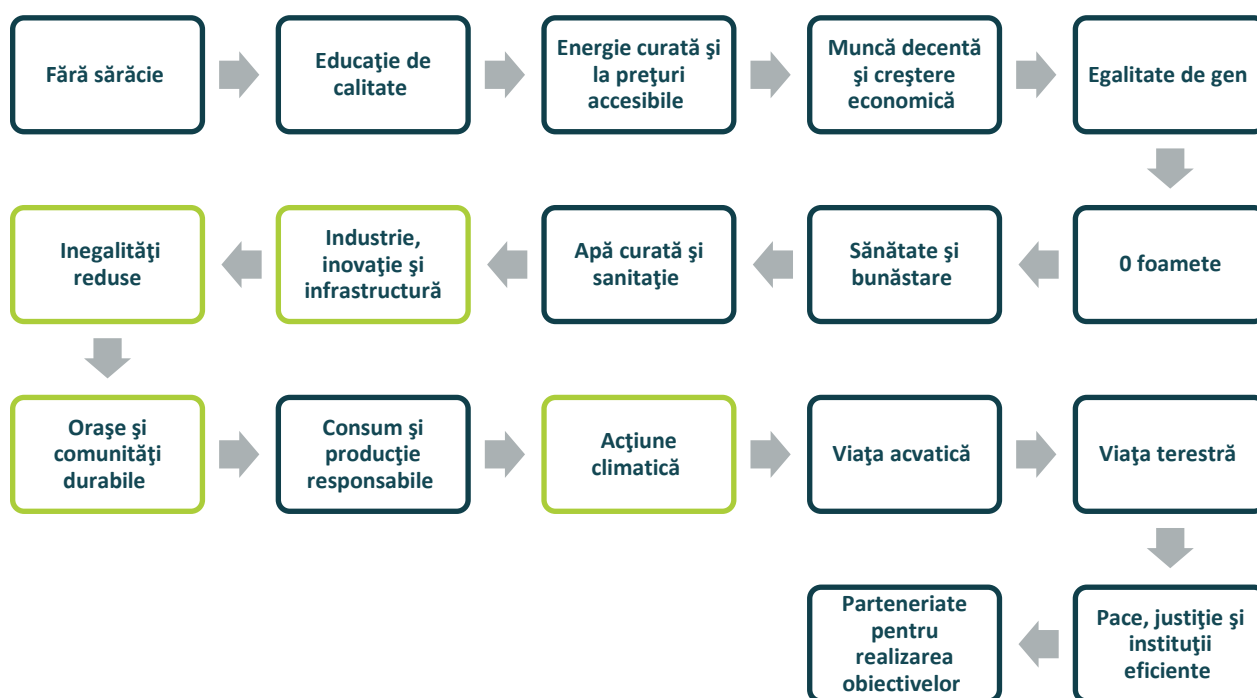 Fără sărăcie
Educaţie de
calitate
Energie curată şi
la preţuri
accesibile
Muncă decentă
şi creştere
economică
Egalitate de gen
0 foamete
Sănătate şi
bunăstare
Apă curată şi
sanitaţie
Industrie,
inovaţie şi
infrastructură
Inegalităţi
reduse
Oraşe şi
comunităţi
durabile
Consum şi
producţie
responsabile
Acţiune
climatică
Viaţa acvatică
Viaţa terestră
Pace, justiţie şi
instituţii
eficiente
Parteneriate
pentru
realizarea
obiectivelor